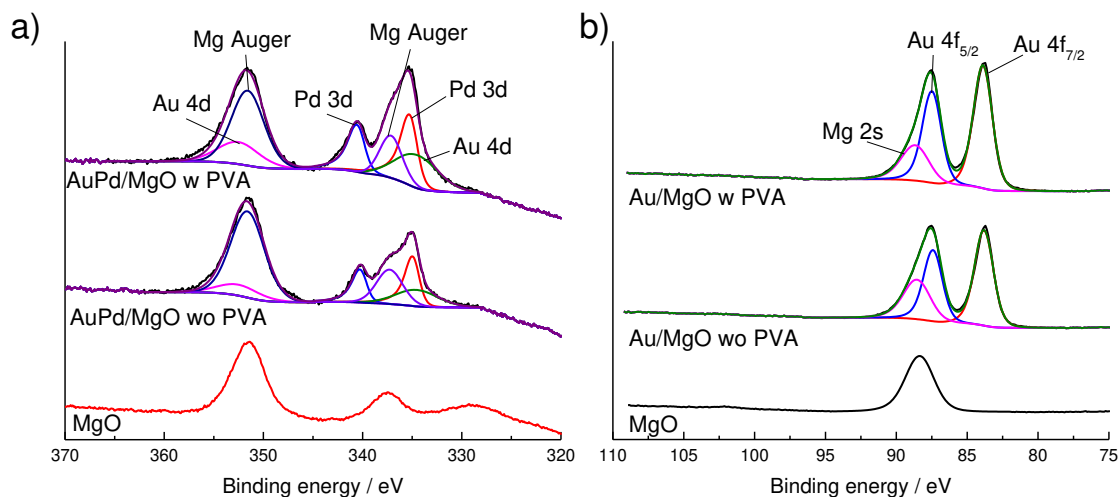 a)
Mg Auger
Mg Auger
Au 4d
Pd 3d
Pd 3d
Au 4d
AuPd/MgO w PVA
AuPd/MgO wo PVA
MgO
370 360 350 340 330 320
Binding energy / eV
b)
Au 4f5/2
Au 4f7/2
Mg 2s
Au/MgO w PVA
Au/MgO wo PVA
MgO
110 105 100 95 90 85 80 75
Binding energy / eV